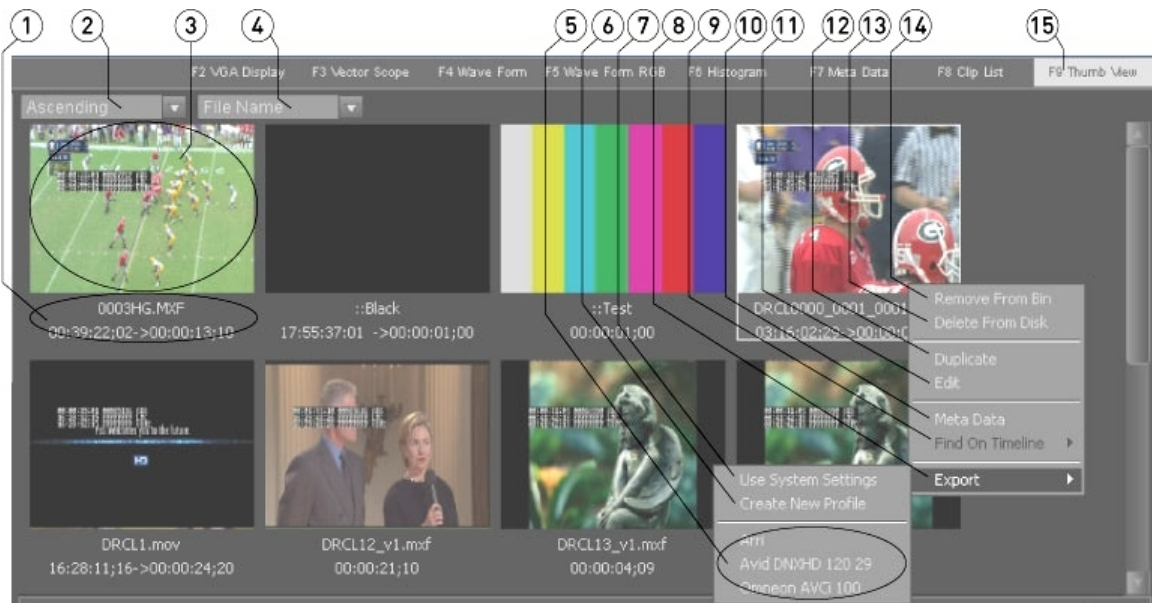 1 2 3 4 5 6 7 8 9 10 11 12 13 14 15
F2 VGA Display F3 Vector Scope F4 Wave Form F5 Wave Form RGB F6 Histogram F7 Meta Data F8 Clip List F9 Thumb View
Ascending File Name
0003HG.MXF
00:39:22;02->00:00:13;10
::Black
17:55:37:01 ->00:00:01;00
::Test
00:00:01;00
DRCL0000_0001_0001
03:16:02;29->00:00:0
Remove From Bin
Delete From Disk
Duplicate
Edit
Meta Data
Find On Timeline
Export
Use System Settings
Create New Profile
Arri
Avid DNXHD 120 29
Omneon AVCi 100
HD
DRCL1.mov
16:28:11;16->00:00:24;20
DRCL12_v1.mxf
00:00:21;10
DRCL13_v1.mxf
00:00:04;09